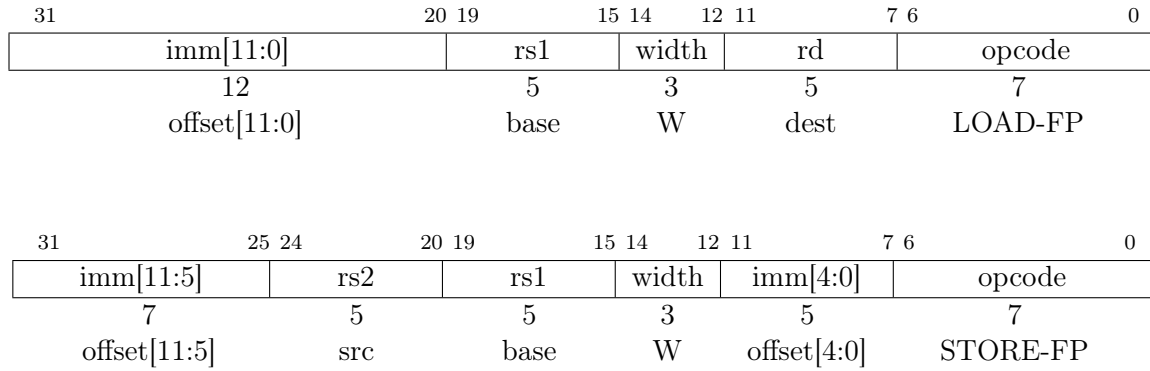 31 20 19 15 14 12 11 7 6 0
imm[11:0] rs1 width rd opcode
12 5 3 5 7
offset[11:0] base W dest LOAD-FP
31 25 24 20 19 15 14 12 11 7 6 0
imm[11:5] rs2 rs1 width imm[4:0] opcode
7 5 5 3 5 7
offset[11:5] src base W offset[4:0] STORE-FP